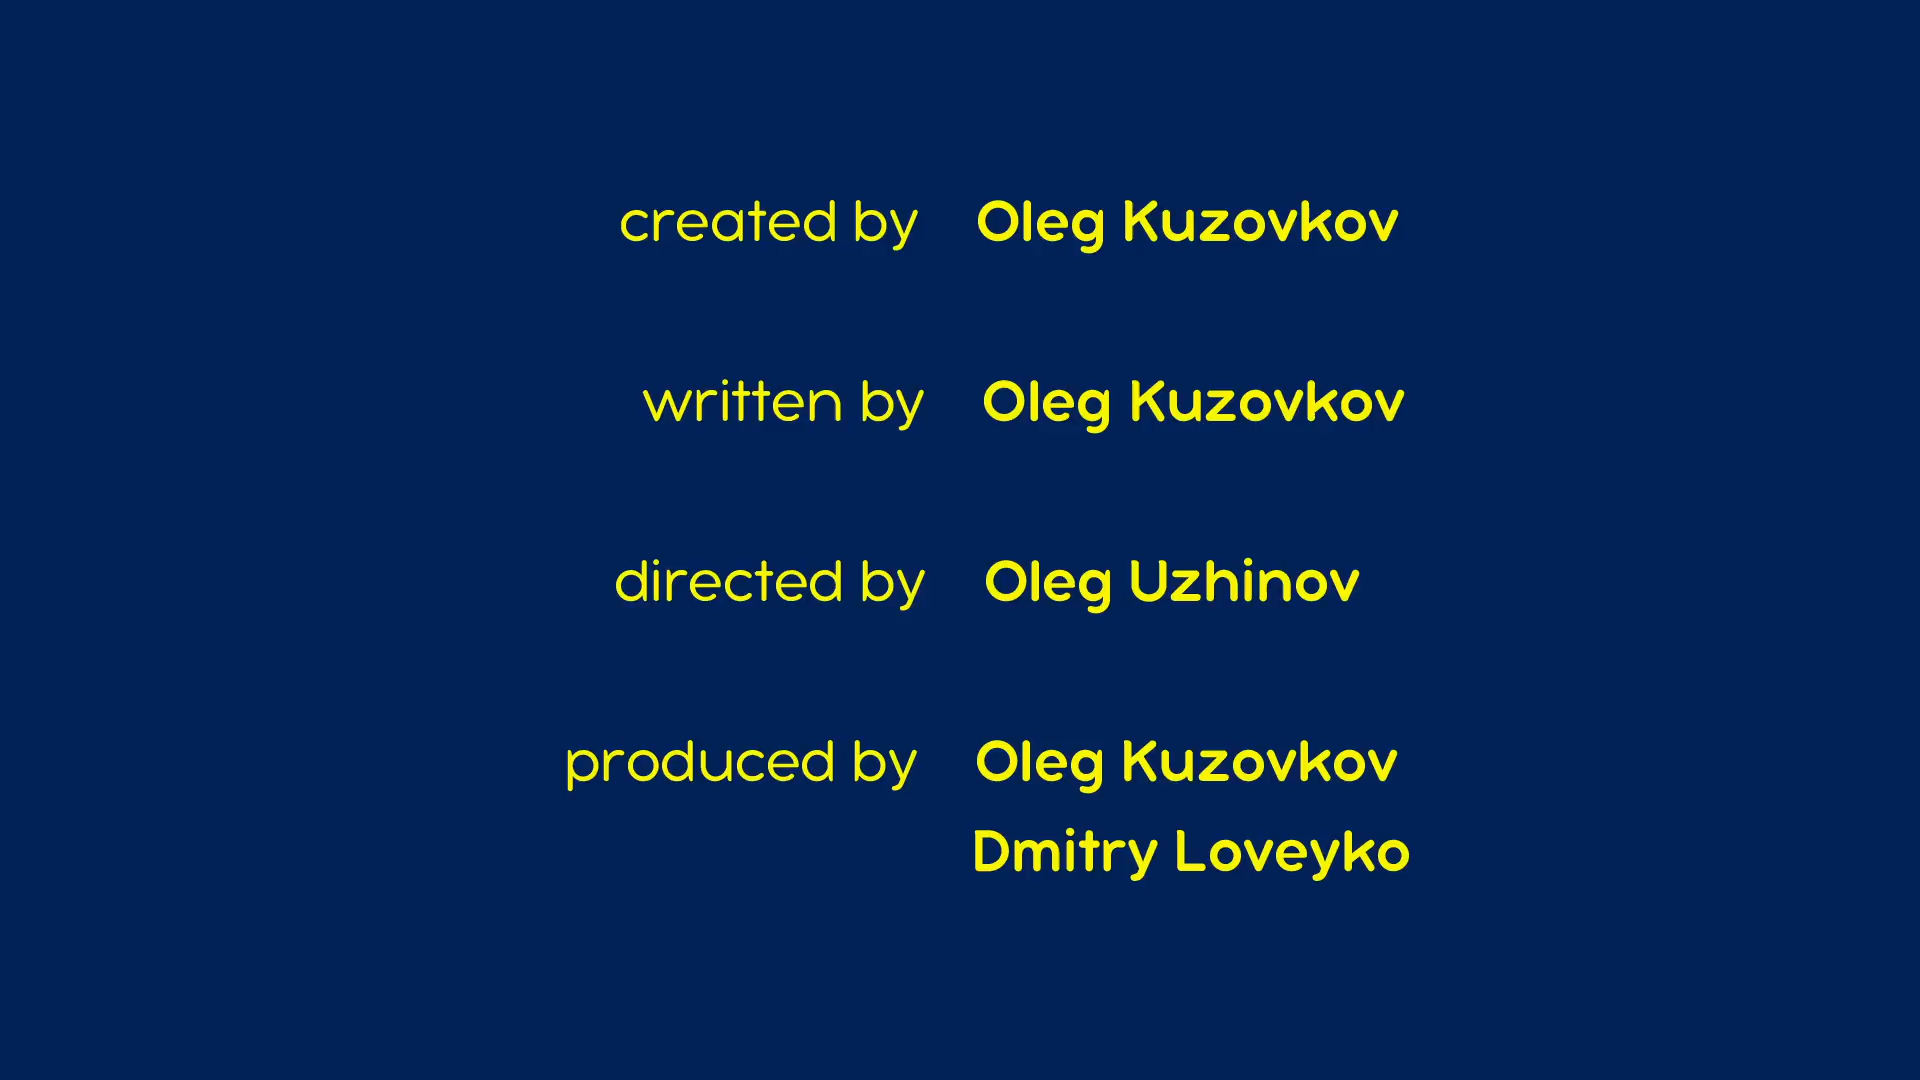 created by Oleg Kuzovkov
written by Oleg Kuzovkov
directed by Oleg Uzhinov
produced by Oleg Kuzovkov
Dmitry Loveyko